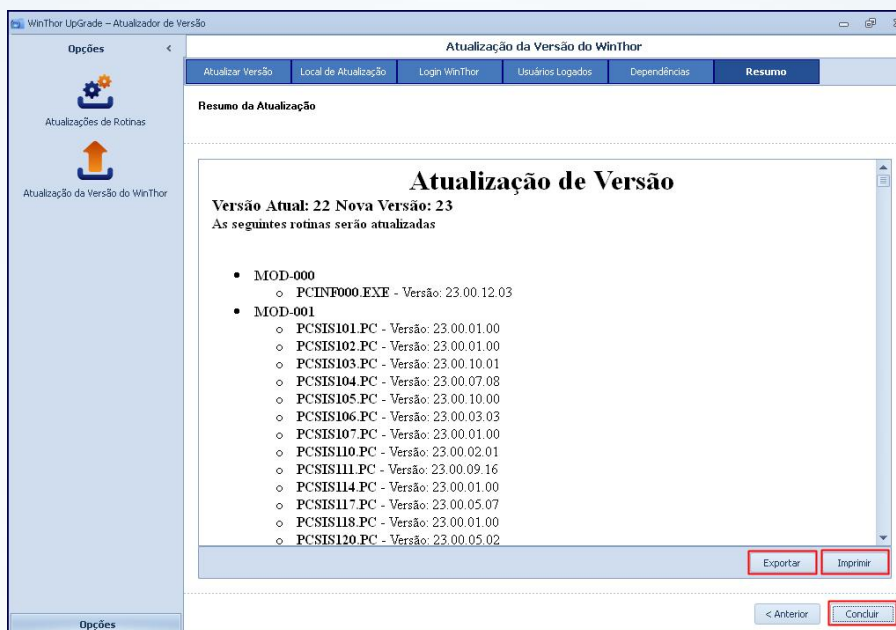 WinThor UpGrade – Atualizador de Versão
Opções
Atualização da Versão do WinThor
Atualizar Versão Local de Atualização Login WinThor Usuários Logados Dependências Resumo
Resumo da Atualização
Atualizações de Rotinas
Atualização da Versão do WinThor
Atualização de Versão
Versão Atual: 22 Nova Versão: 23
As seguintes rotinas serão atualizadas
MOD-000
PCINF000.EXE - Versão: 23.00.12.03
MOD-001
PCSIS101.PC - Versão: 23.00.01.00
PCSIS102.PC - Versão: 23.00.01.00
PCSIS103.PC - Versão: 23.00.10.01
PCSIS104.PC - Versão: 23.00.07.08
PCSIS105.PC - Versão: 23.00.10.00
PCSIS106.PC - Versão: 23.00.03.03
PCSIS107.PC - Versão: 23.00.01.00
PCSIS110.PC - Versão: 23.00.02.01
PCSIS111.PC - Versão: 23.00.09.16
PCSIS114.PC - Versão: 23.00.01.00
PCSIS117.PC - Versão: 23.00.05.07
PCSIS118.PC - Versão: 23.00.01.00
PCSIS120.PC - Versão: 23.00.05.02
Exportar Imprimir
< Anterior Concluir
Opções